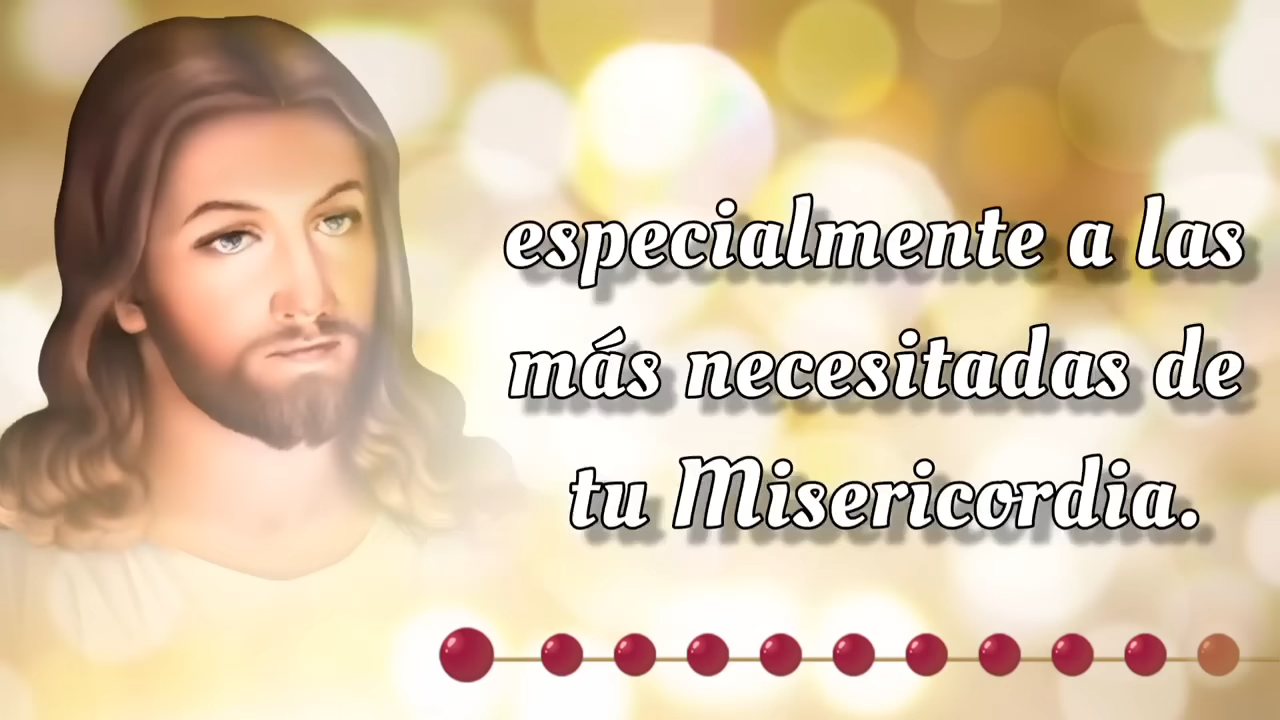 especialmente a las
más necesitadas de
tu Misericordia.